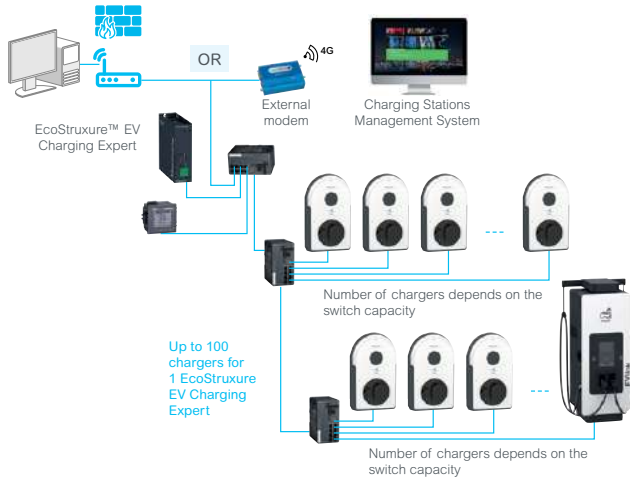 OR
4G
External
modem
Charging Stations
Management System
EcoStruxure™ EV
Charging Expert
Number of chargers depends on the
switch capacity
Up to 100
chargers for
1 EcoStruxure
EV Charging
Expert
Number of chargers depends on the
switch capacity